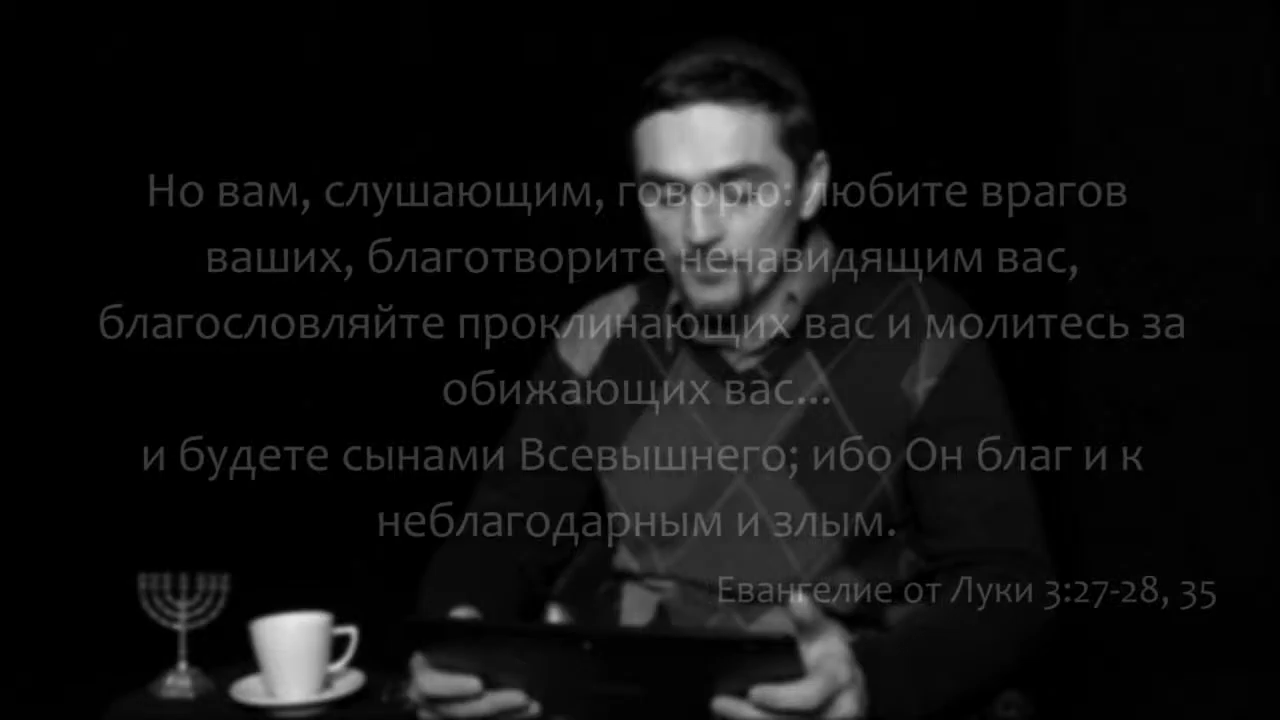 Но вам, слушающим, говорю: любите врагов
ваших, благотворите ненавидящим вас,
благословляйте проклинающих вас и молитесь за
обижающих вас...
и будете сынами Всевышнего; ибо Он благ и к
неблагодарным и злым.
Евангелие от Луки 3:27-28, 35